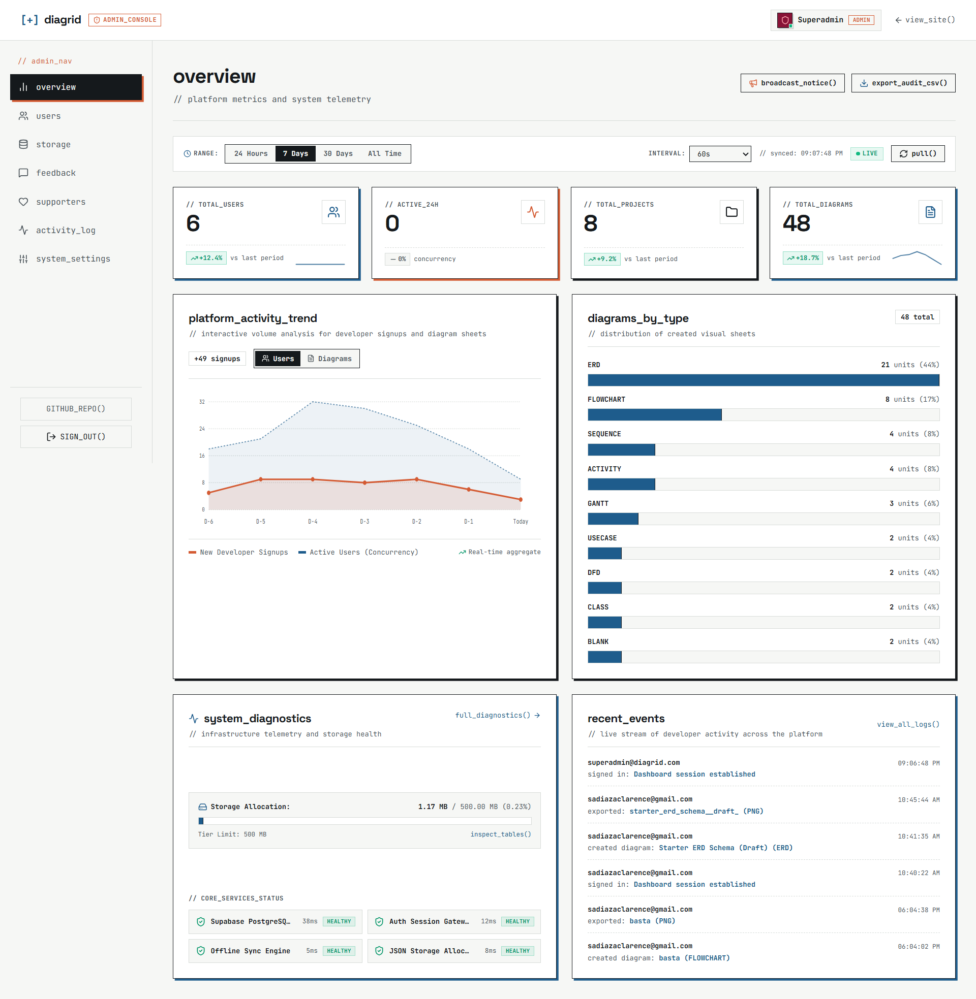 [+] diagrid ADMIN_CONSOLE
Superadmin ADMIN
view_site()
// admin_nav
overview
users
storage
feedback
supporters
activity_log
system_settings
GITHUB_REPO()
SIGN_OUT()
overview
// platform metrics and system telemetry
broadcast_notice()
export_audit_csv()
RANGE: 24 Hours 7 Days 30 Days All Time
INTERVAL: 60s // synced: 09:07:48 PM LIVE pull()
// TOTAL_USERS
6
+12.4% vs last period
// ACTIVE_24H
0
0% concurrency
// TOTAL_PROJECTS
8
+9.2% vs last period
// TOTAL_DIAGRAMS
48
+18.7% vs last period
platform_activity_trend
// interactive volume analysis for developer signups and diagram sheets
+49 signups Users Diagrams
32
24
16
8
0
D-6 D-5 D-4 D-3 D-2 D-1 Today
New Developer Signups Active Users (Concurrency) Real-time aggregate
diagrams_by_type 48 total
// distribution of created visual sheets
ERD 21 units (44%)
FLOWCHART 8 units (17%)
SEQUENCE 4 units (8%)
ACTIVITY 4 units (8%)
GANTT 3 units (6%)
USECASE 2 units (4%)
DFD 2 units (4%)
CLASS 2 units (4%)
BLANK 2 units (4%)
system_diagnostics full_diagnostics()
// infrastructure telemetry and storage health
Storage Allocation: 1.17 MB / 500.00 MB (0.23%)
Tier Limit: 500 MB inspect_tables()
// CORE_SERVICES_STATUS
Supabase PostgreSQ… 38ms HEALTHY
Auth Session Gatew… 12ms HEALTHY
Offline Sync Engine 5ms HEALTHY
JSON Storage Alloc… 8ms HEALTHY
recent_events
// live stream of developer activity across the platform
view_all_logs()
superadmin@diagrid.com 09:06:48 PM
signed in: Dashboard session established
sadiazaclarence@gmail.com 10:45:44 AM
exported: starter_erd_schema__draft_ (PNG)
sadiazaclarence@gmail.com 10:41:35 AM
created diagram: Starter ERD Schema (Draft) (ERD)
sadiazaclarence@gmail.com 10:40:22 AM
signed in: Dashboard session established
sadiazaclarence@gmail.com 06:04:38 PM
exported: basta (PNG)
sadiazaclarence@gmail.com 06:04:02 PM
created diagram: basta (FLOWCHART)